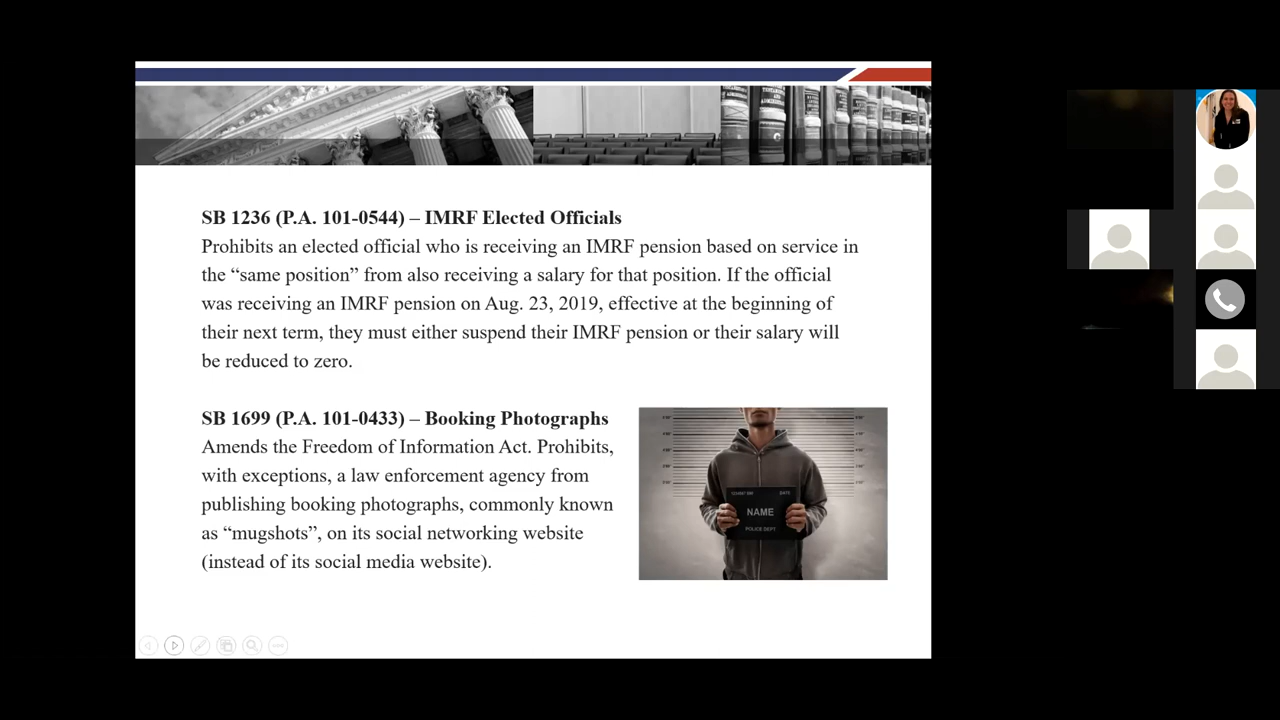 SB 1236 (P.A. 101-0544) – IMRF Elected Officials
Prohibits an elected official who is receiving an IMRF pension based on service in
the “same position” from also receiving a salary for that position. If the official
was receiving an IMRF pension on Aug. 23, 2019, effective at the beginning of
their next term, they must either suspend their IMRF pension or their salary will
be reduced to zero.
SB 1699 (P.A. 101-0433) – Booking Photographs
Amends the Freedom of Information Act. Prohibits,
with exceptions, a law enforcement agency from
publishing booking photographs, commonly known
as “mugshots”, on its social networking website
(instead of its social media website).
DATE
NAME
POLICE DEPT